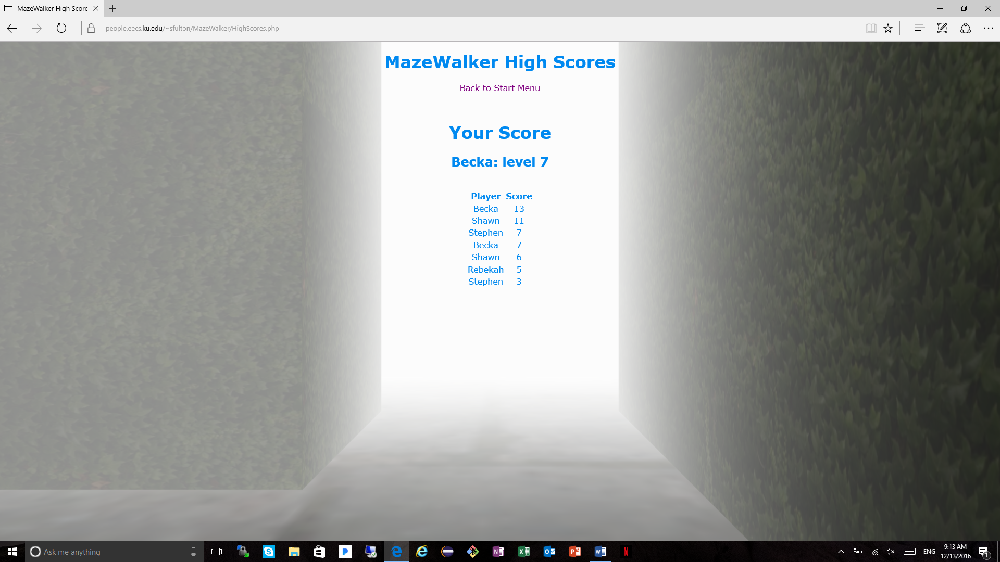 MazeWalker High Score
people.eecs.ku.edu/~sfulton/MazeWalker/HighScores.php
MazeWalker High Scores
Back to Start Menu
Your Score
Becka: level 7
Player Score
Becka 13
Shawn 11
Stephen 7
Becka 7
Shawn 6
Rebekah 5
Stephen 3
Ask me anything
ENG
9:13 AM
12/13/2016
1